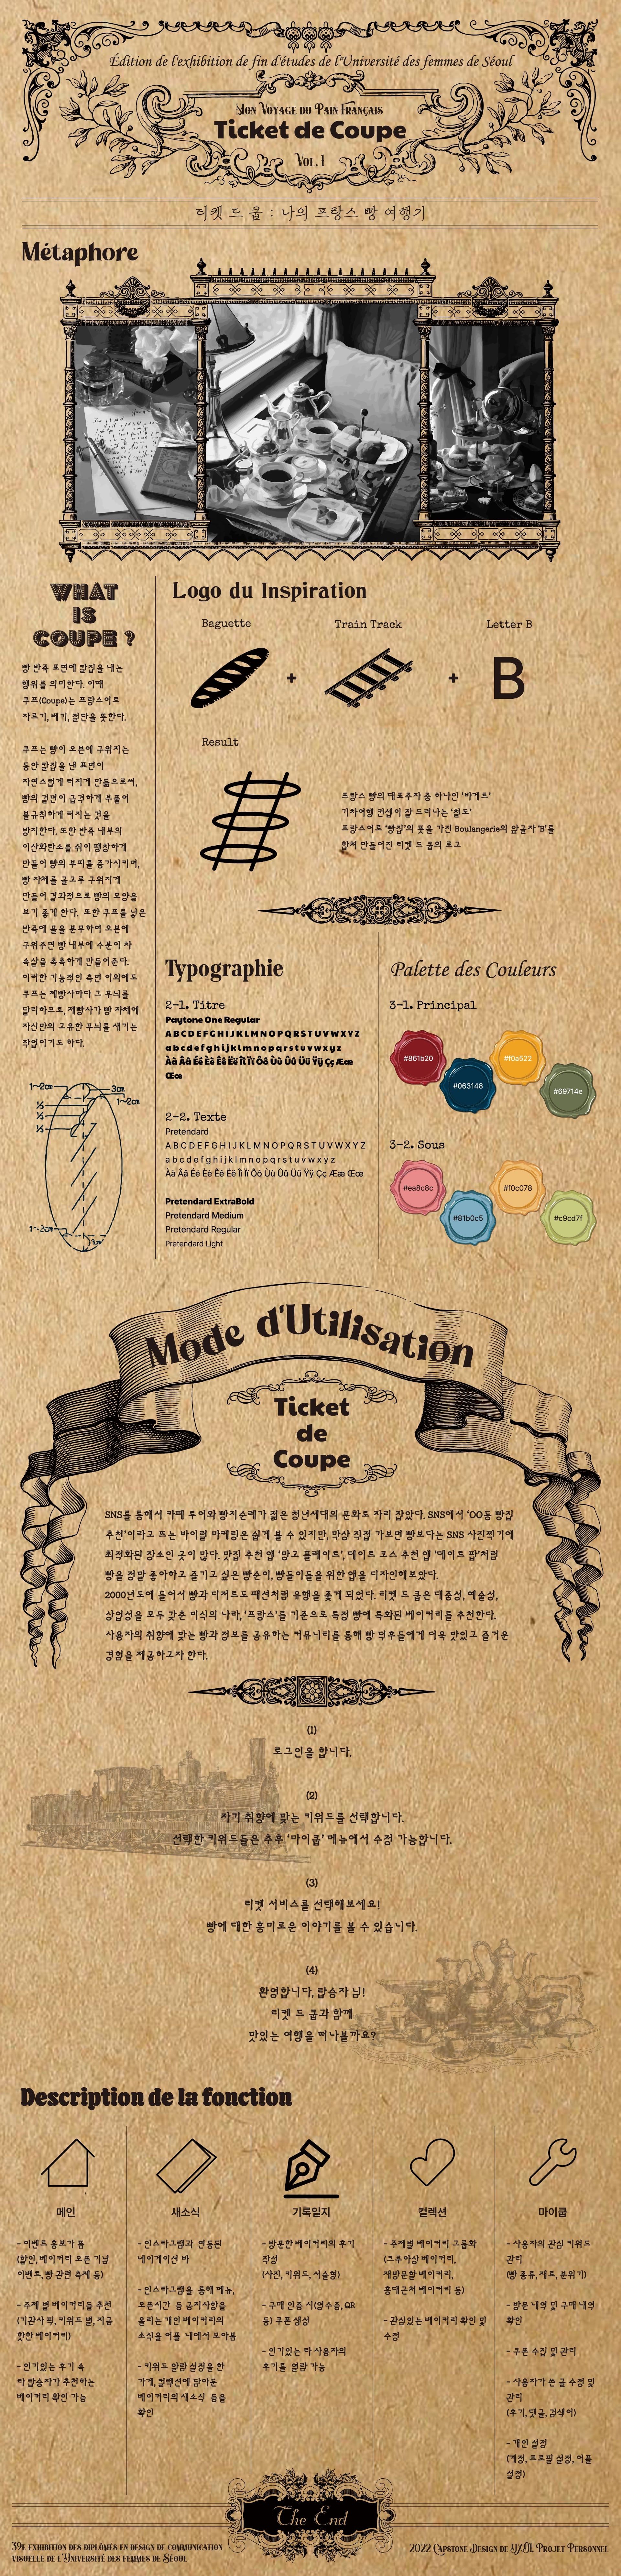 Édition de l'exhibition de fin d'études de l'Université des femmes de Séoul
Mon Voyage du Pain Français
Ticket de Coupe
Vol. I
티켓 드 쿱 : 나의 프랑스 빵 여행기
Métaphore
WHAT
IS
COUPE ?
빵 반죽 표면에 칼집을 내는
행위를 의미한다. 이때
쿠프(Coupe)는 프랑스어로
자르기, 베기, 절단을 뜻한다.
쿠프는 빵이 오븐에 구워지는
동안 칼집을 낸 표면이
자연스럽게 터지게 만듦으로써,
빵의 겉면이 급격하게 부풀어
불규칙하게 터지는 것을
방지한다. 또한 반죽 내부의
이산화탄소를 쉬이 팽창하게
만들어 빵의 부피를 증가시키며,
빵 자체를 골고루 구워지게
만들어 결과적으로 빵의 모양을
보기 좋게 한다. 또한 쿠프를 넣은
반죽에 물을 분무하여 오븐에
구워주면 빵 내부에 수분이 차
속살을 촉촉하게 만들어준다.
이러한 기능적인 측면 이외에도
쿠프는 제빵사마다 그 무늬를
달리하므로, 제빵사가 빵 자체에
자신만의 고유한 무늬를 새기는
작업이기도 하다.
1~2cm
3cm
1~2cm
⅓
⅓
⅓
1~2cm
Logo du Inspiration
Baguette
Train Track
Letter B
+
+
B
Result
프랑스 빵의 대표주자 중 하나인 '바게트'
기차여행 컨셉이 잘 드러나는 '철도'
프랑스어로 '빵집'의 뜻을 가진 Boulangerie의 앞글자 'B'를
합쳐 만들어진 티켓 드 쿱의 로고
Typographie
2-1. Titre
Paytone One Regular
A B C D E F G H I J K L M N O P Q R S T U V W X Y Z
a b c d e f g h i j k l m n o p q r s t u v w x y z
Àà Ââ Éé Èè Êê Ëë Îî Ïï Ôô Ùù Ûû Üü Ÿÿ Çç Ææ
Œœ
2-2. Texte
Pretendard
A B C D E F G H I J K L M N O P Q R S T U V W X Y Z
a b c d e f g h i j k l m n o p q r s t u v w x y z
Àà Ââ Éé Èè Êê Ëë Îî Ïï Ôô Ùù Ûû Üü Ÿÿ Çç Ææ Œœ
Pretendard ExtraBold
Pretendard Medium
Pretendard Regular
Pretendard Light
Palette des Couleurs
3-1. Principal
#861b20
#063148
#f0a522
#69714e
3-2. Sous
#ea8c8c
#81b0c5
#f0c078
#c9cd7f
Mode d'Utilisation
Ticket
de
Coupe
SNS를 통해서 카페 투어와 빵지순례가 젊은 청년세대의 문화로 자리 잡았다. SNS에서 'OO동 빵집
추천'이라고 뜨는 바이럴 마케팅은 쉽게 볼 수 있지만, 막상 직접 가보면 빵보다는 SNS 사진찍기에
최적화된 장소인 곳이 많다. 맛집 추천 앱 '망고 플레이트', 데이트 코스 추천 앱 '데이트 팝'처럼
빵을 정말 좋아하고 즐기고 싶은 빵순이, 빵돌이들을 위한 앱을 디자인해보았다.
2000년도에 들어서 빵과 디저트도 패션처럼 유행을 좇게 되었다. 티켓 드 쿱은 대중성, 예술성,
상업성을 모두 갖춘 미식의 나라, '프랑스'를 기준으로 특정 빵에 특화된 베이커리를 추천한다.
사용자의 취향에 맞는 빵과 정보를 공유하는 커뮤니티를 통해 빵 덕후들에게 더욱 맛있고 즐거운
경험을 제공하고자 한다.
(1)
로그인을 합니다.
(2)
자기 취향에 맞는 키워드를 선택합니다.
선택한 키워드들은 추후 '마이쿱' 메뉴에서 수정 가능합니다.
(3)
티켓 서비스를 선택해보세요!
빵에 대한 흥미로운 이야기를 볼 수 있습니다.
(4)
환영합니다, 탑승자 님!
티켓 드 쿱과 함께
맛있는 여행을 떠나볼까요?
Description de la fonction
메인
- 이벤트 홍보가 뜸
(할인, 베이커리 오픈 기념
이벤트, 빵 관련 축제 등)
- 주제 별 베이커리들 추천
(기관사 픽, 키워드 별, 지금
핫한 베이커리)
- 인기있는 후기 속
타 탑승자가 추천하는
베이커리 확인 가능
새소식
- 인스타그램과 연동된
네이게이션 바
- 인스타그램을 통해 메뉴,
오픈시간 등 공지사항을
올리는 개인 베이커리의
소식을 어플 내에서 모아봄
- 키워드 알람 설정을 한
가게, 컬렉션에 담아둔
베이커리의 새소식 등을
확인
기록일지
- 방문한 베이커리의 후기
작성
(사진, 키워드, 서술형)
- 구매 인증 시(영수증, QR
등) 쿠폰 생성
- 인기있는 타 사용자의
후기를 열람 가능
컬렉션
- 주제별 베이커리 그룹화
(크루아상 베이커리,
재방문할 베이커리,
홍대근처 베이커리 등)
- 관심있는 베이커리 확인 및
수정
마이쿱
- 사용자의 관심 키워드
관리
(빵 종류, 재료, 분위기)
- 방문 내역 및 구매 내역
확인
- 쿠폰 수집 및 관리
- 사용자가 쓴 글 수정 및
관리
(후기, 댓글, 검색어)
- 개인 설정
(계정, 프로필 설정, 어플
설정)
The End
39e exhibition des diplômés en design de communication
visuelle de l'Université des femmes de Séoul
2022 Capstone Design de UXUI Projet Personnel